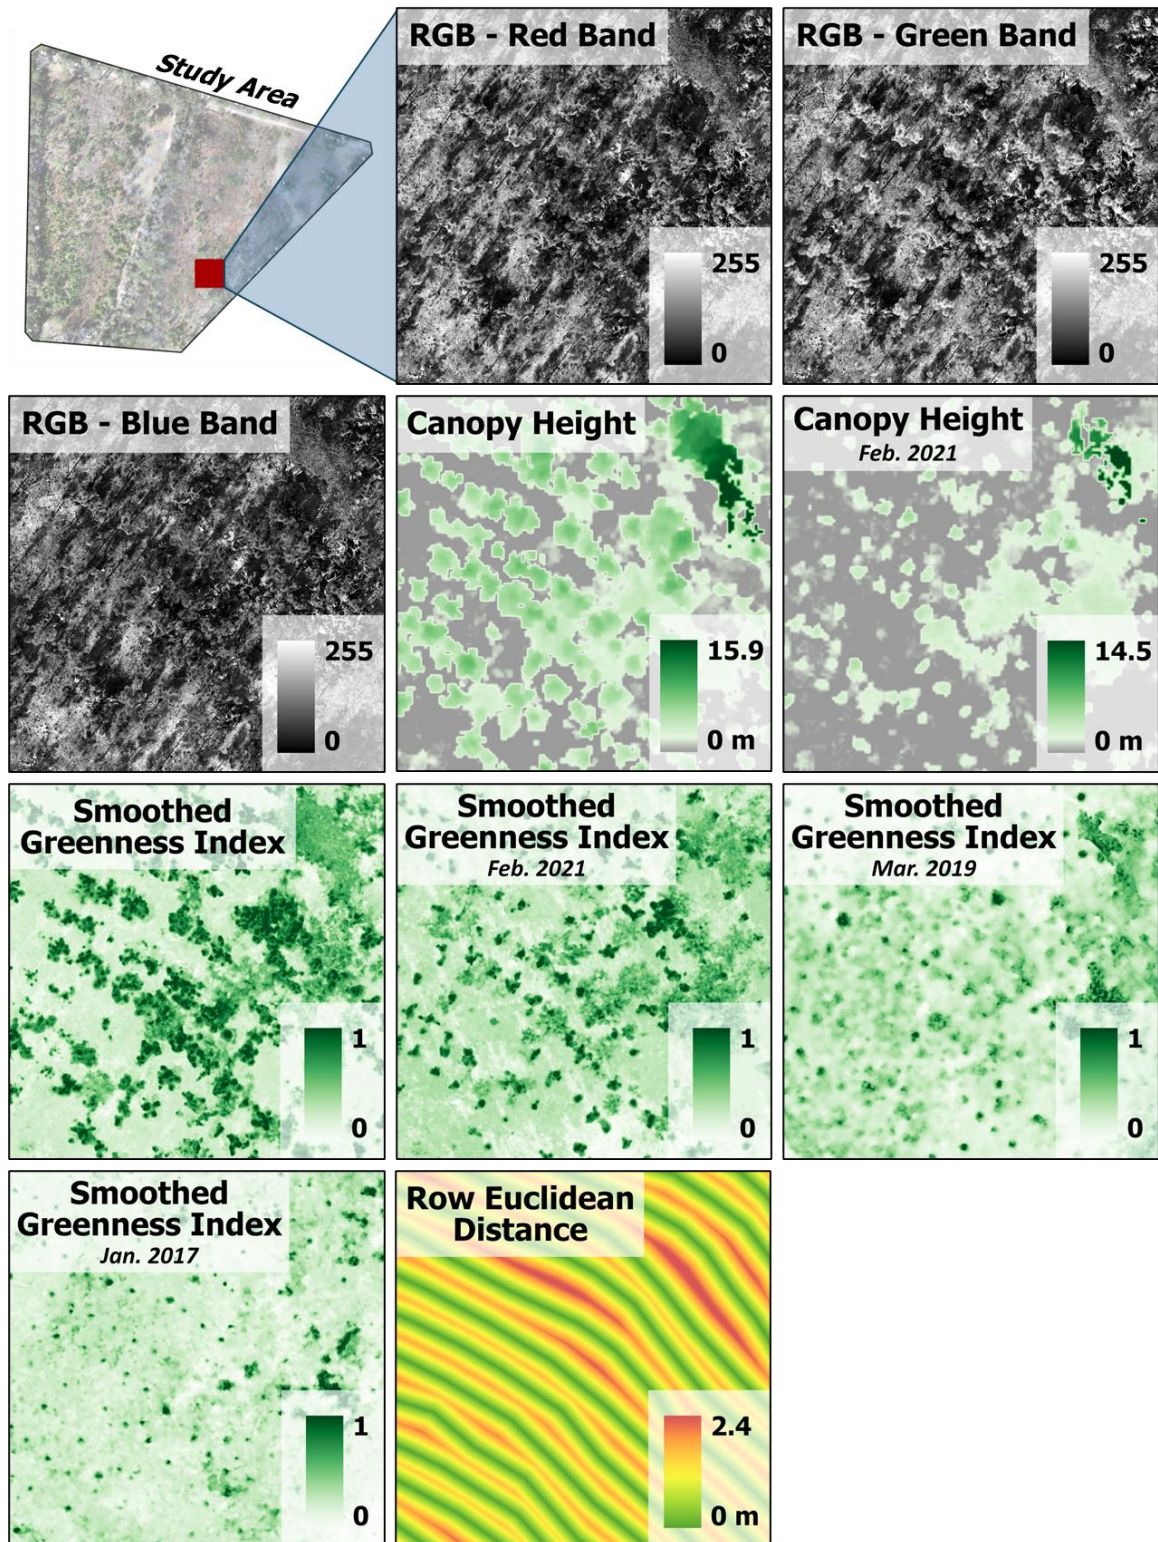 Study Area
RGB - Red Band
255
0
RGB - Green Band
255
0
RGB - Blue Band
255
0
Canopy Height
15.9
0 m
Canopy Height
Feb. 2021
14.5
0 m
Smoothed
Greenness Index
1
0
Smoothed
Greenness Index
Feb. 2021
1
0
Smoothed
Greenness Index
Mar. 2019
1
0
Smoothed
Greenness Index
Jan. 2017
1
0
Row Euclidean
Distance
2.4
0 m